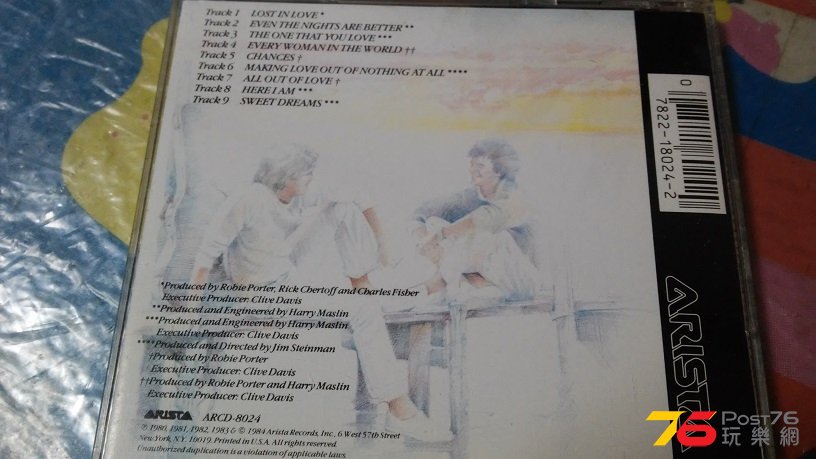 Track 1 LOST IN LOVE *
Track 2 EVEN THE NIGHTS ARE BETTER **
Track 3 THE ONE THAT YOU LOVE ***
Track 4 EVERY WOMAN IN THE WORLD ††
Track 5 CHANCES †
Track 6 MAKING LOVE OUT OF NOTHING AT ALL ****
Track 7 ALL OUT OF LOVE †
Track 8 HERE I AM ***
Track 9 SWEET DREAMS ***
*Produced by Robie Porter, Rick Chertoff and Charles Fisher
Executive Producer: Clive Davis
**Produced and Engineered by Harry Maslin
***Produced and Engineered by Harry Maslin
Executive Producer: Clive Davis
****Produced and Directed by Jim Steinman
†Produced by Robie Porter
Executive Producer: Clive Davis
††Produced by Robie Porter and Harry Maslin
Executive Producer: Clive Davis
ARISTA ARCD-8024
℗ 1980, 1981, 1982, 1983 & © 1984 Arista Records, Inc., 6 West 57th Street
New York, N.Y. 10019. Printed in U.S.A. All rights reserved.
Unauthorized duplication is a violation of applicable laws.
0 7822-18024-2
ARISTA
76 Post76
玩樂網